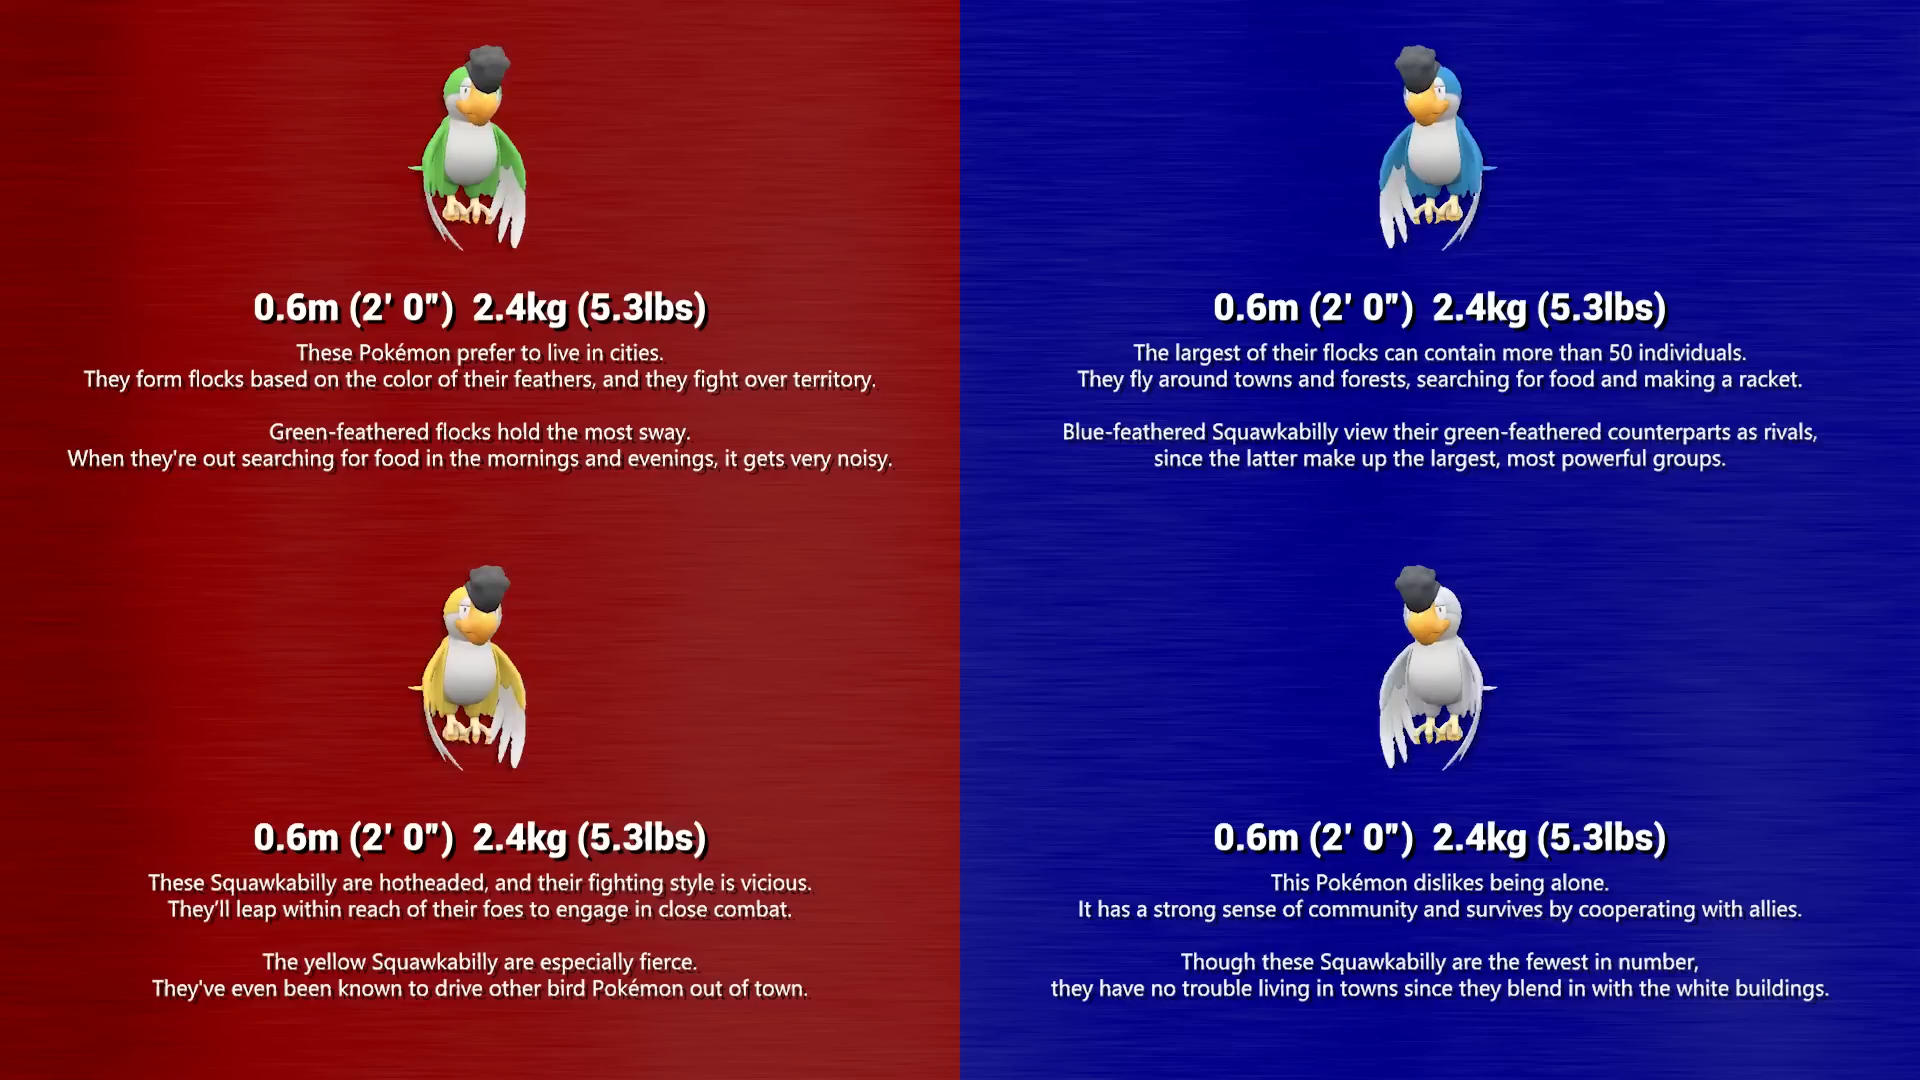 0.6m (2' 0") 2.4kg (5.3lbs)
These Pokémon prefer to live in cities.
They form flocks based on the color of their feathers, and they fight over territory.
Green-feathered flocks hold the most sway.
When they're out searching for food in the mornings and evenings, it gets very noisy.
0.6m (2' 0") 2.4kg (5.3lbs)
The largest of their flocks can contain more than 50 individuals.
They fly around towns and forests, searching for food and making a racket.
Blue-feathered Squawkabilly view their green-feathered counterparts as rivals,
since the latter make up the largest, most powerful groups.
0.6m (2' 0") 2.4kg (5.3lbs)
These Squawkabilly are hotheaded, and their fighting style is vicious.
They’ll leap within reach of their foes to engage in close combat.
The yellow Squawkabilly are especially fierce.
They've even been known to drive other bird Pokémon out of town.
0.6m (2' 0") 2.4kg (5.3lbs)
This Pokémon dislikes being alone.
It has a strong sense of community and survives by cooperating with allies.
Though these Squawkabilly are the fewest in number,
they have no trouble living in towns since they blend in with the white buildings.